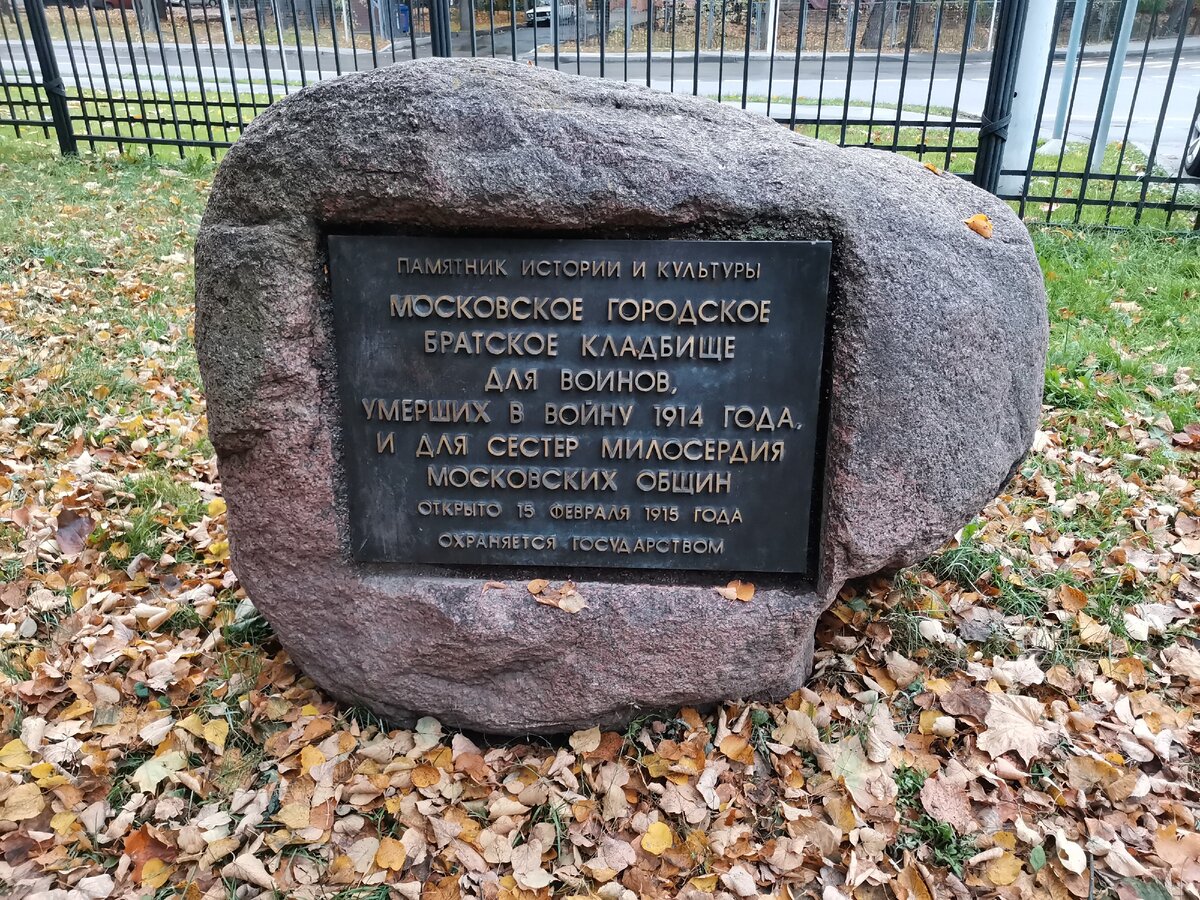 ПАМЯТНИК ИСТОРИИ И КУЛЬТУРЫ
МОСКОВСКОЕ ГОРОДСКОЕ
БРАТСКОЕ КЛАДБИЩЕ
ДЛЯ ВОИНОВ,
УМЕРШИХ В ВОЙНУ 1914 ГОДА,
И ДЛЯ СЕСТЕР МИЛОСЕРДИЯ
МОСКОВСКИХ ОБЩИН
ОТКРЫТО 15 ФЕВРАЛЯ 1915 ГОДА
ОХРАНЯЕТСЯ ГОСУДАРСТВОМ